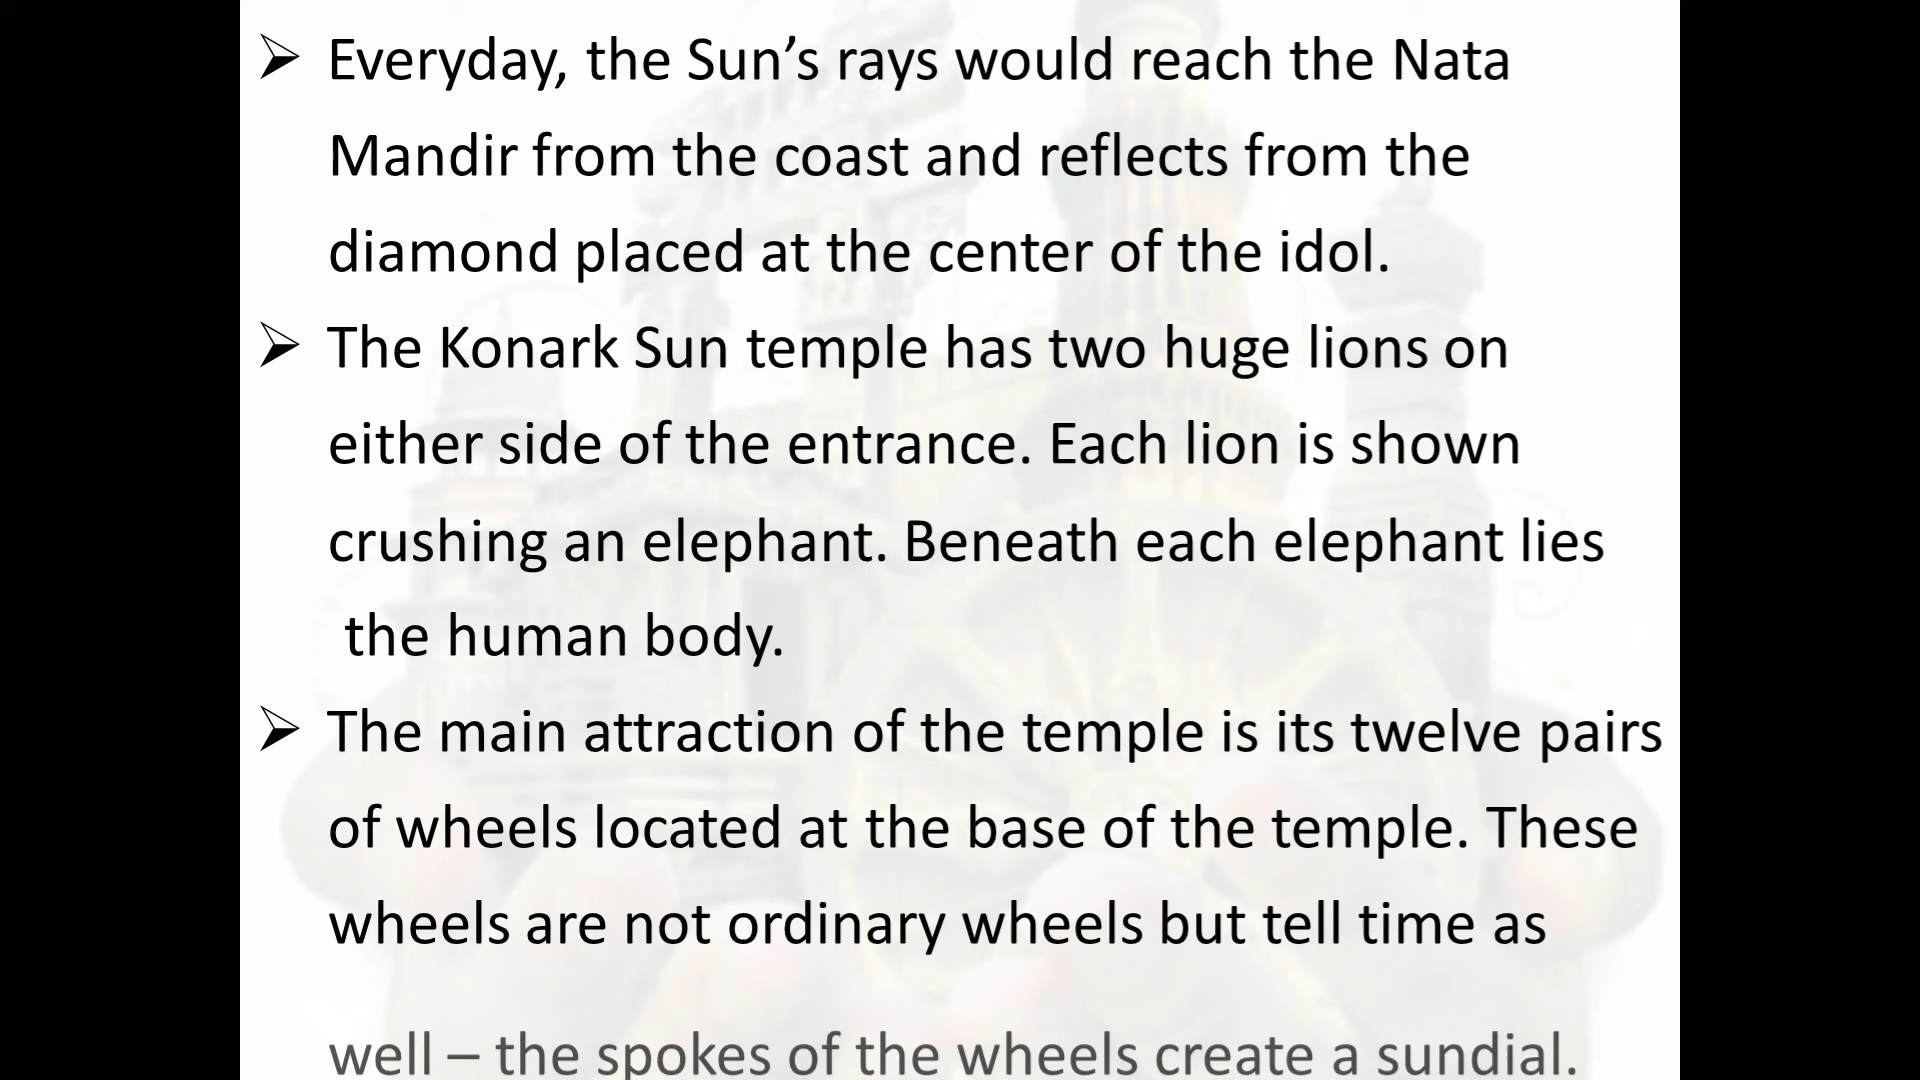 ➢ Everyday, the Sun’s rays would reach the Nata
Mandir from the coast and reflects from the
diamond placed at the center of the idol.
➢ The Konark Sun temple has two huge lions on
either side of the entrance. Each lion is shown
crushing an elephant. Beneath each elephant lies
the human body.
➢ The main attraction of the temple is its twelve pairs
of wheels located at the base of the temple. These
wheels are not ordinary wheels but tell time as
well – the spokes of the wheels create a sundial.